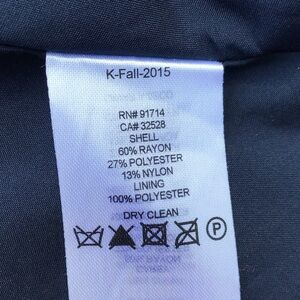 K-Fall-2015
RN# 91714
CA# 32528
SHELL
60% RAYON
27% POLYESTER
13% NYLON
LINING
100% POLYESTER
DRY CLEAN
P